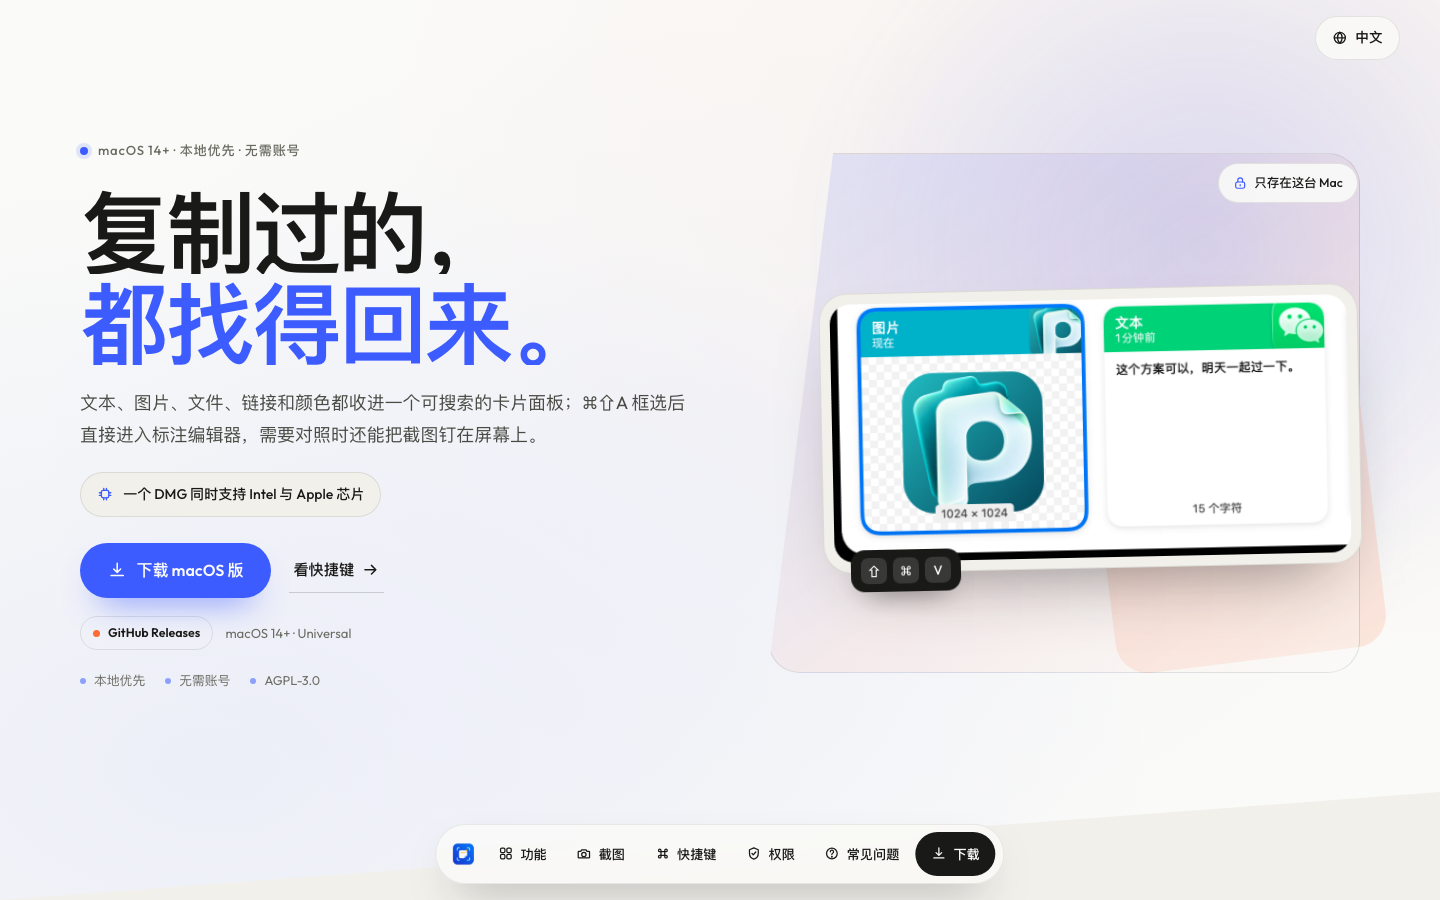 中文
macOS 14+ · 本地优先 · 无需账号
复制过的，
都找得回来。
文本、图片、文件、链接和颜色都收进一个可搜索的卡片面板；⌘⇧A 框选后
直接进入标注编辑器，需要对照时还能把截图钉在屏幕上。
一个 DMG 同时支持 Intel 与 Apple 芯片
下载 macOS 版
看快捷键 →
GitHub Releases
macOS 14+ · Universal
本地优先
无需账号
AGPL-3.0
只存在这台 Mac
图片
现在
1024 × 1024
文本
1分钟前
这个方案可以，明天一起过一下。
15 个字符
⇧ ⌘ V
功能
截图
快捷键
权限
常见问题
下载